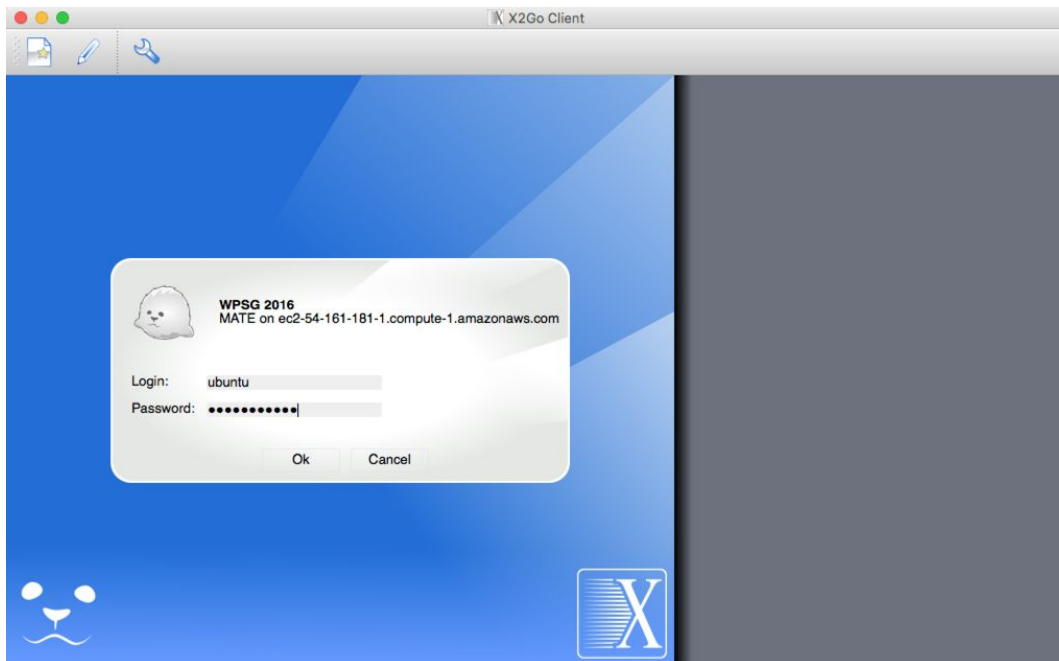 X2Go Client
WPSG 2016
MATE on ec2-54-161-181-1.compute-1.amazonaws.com
Login: ubuntu
Password: ●●●●●●●●●●●
Ok Cancel
X